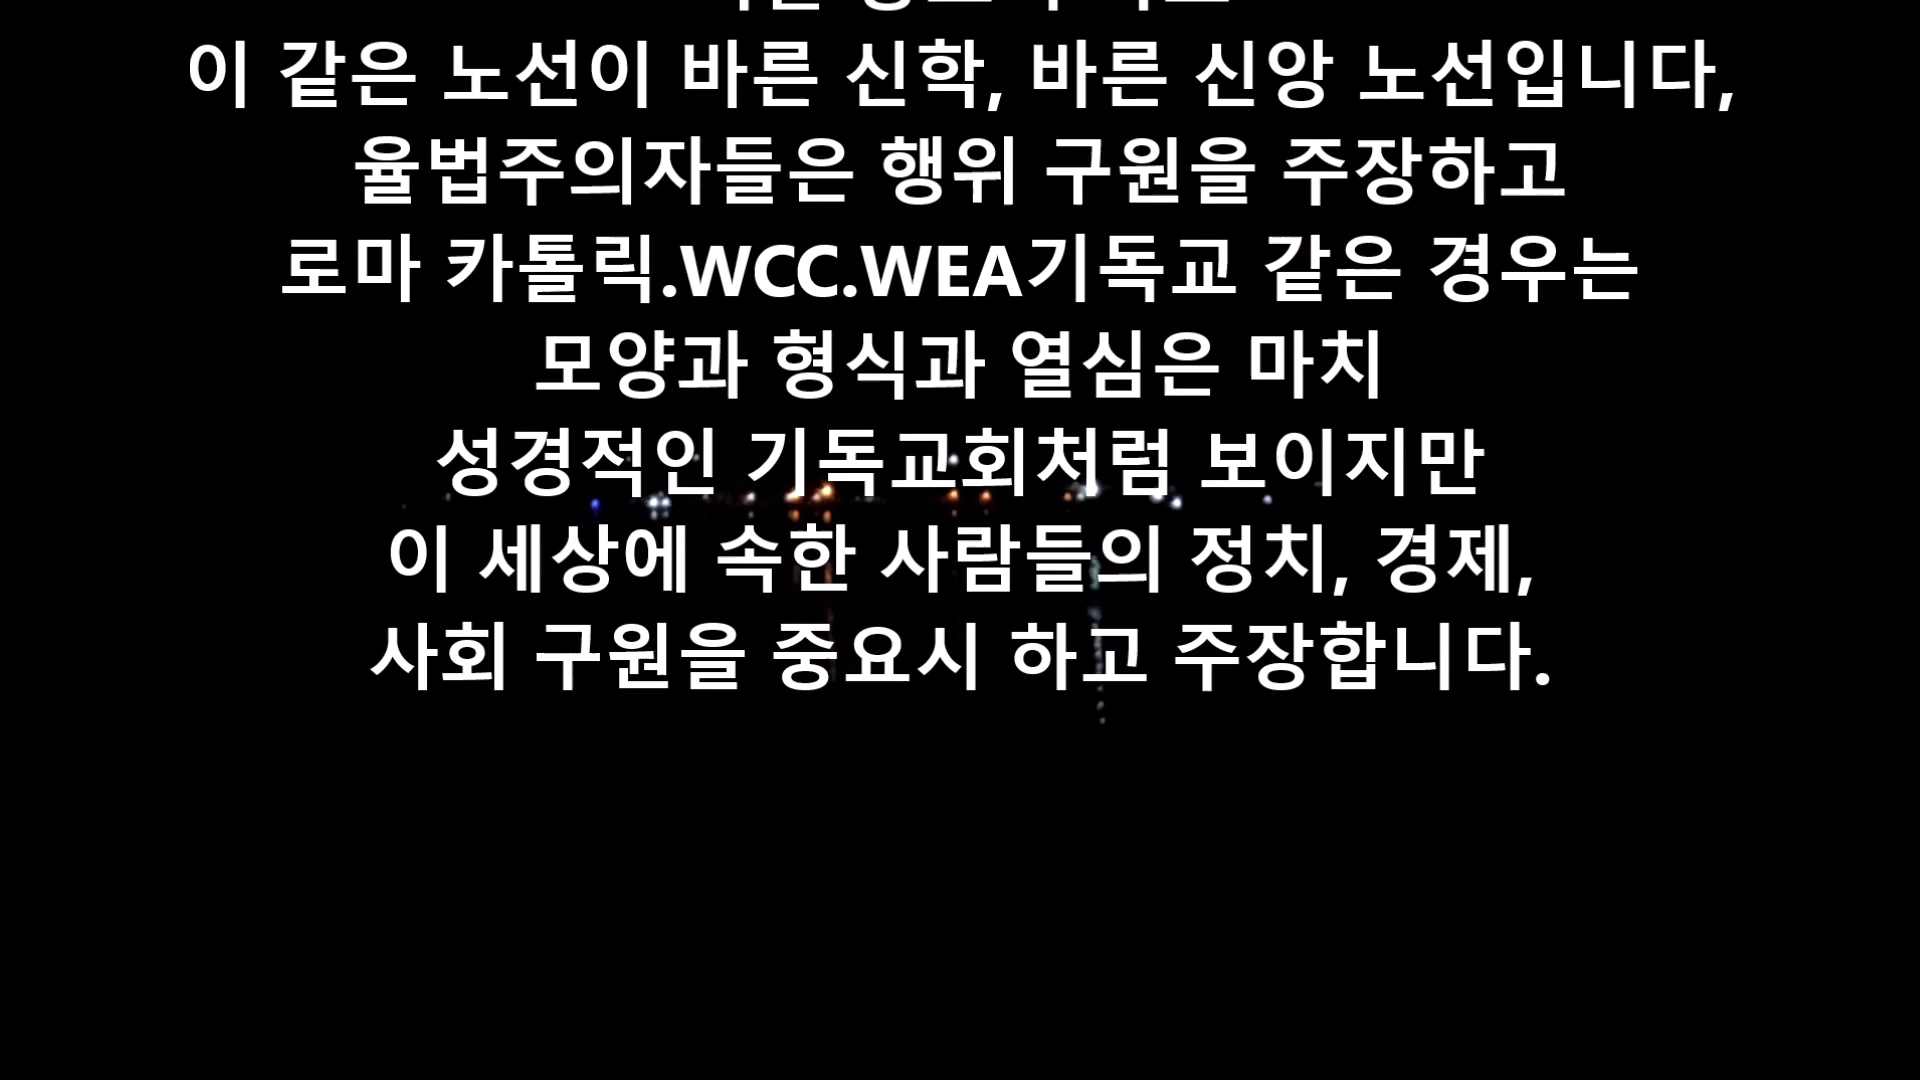 이 같은 노선이 바른 신학, 바른 신앙 노선입니다,
율법주의자들은 행위 구원을 주장하고
로마 카톨릭.WCC.WEA기독교 같은 경우는
모양과 형식과 열심은 마치
성경적인 기독교회처럼 보이지만
이 세상에 속한 사람들의 정치, 경제,
사회 구원을 중요시 하고 주장합니다.